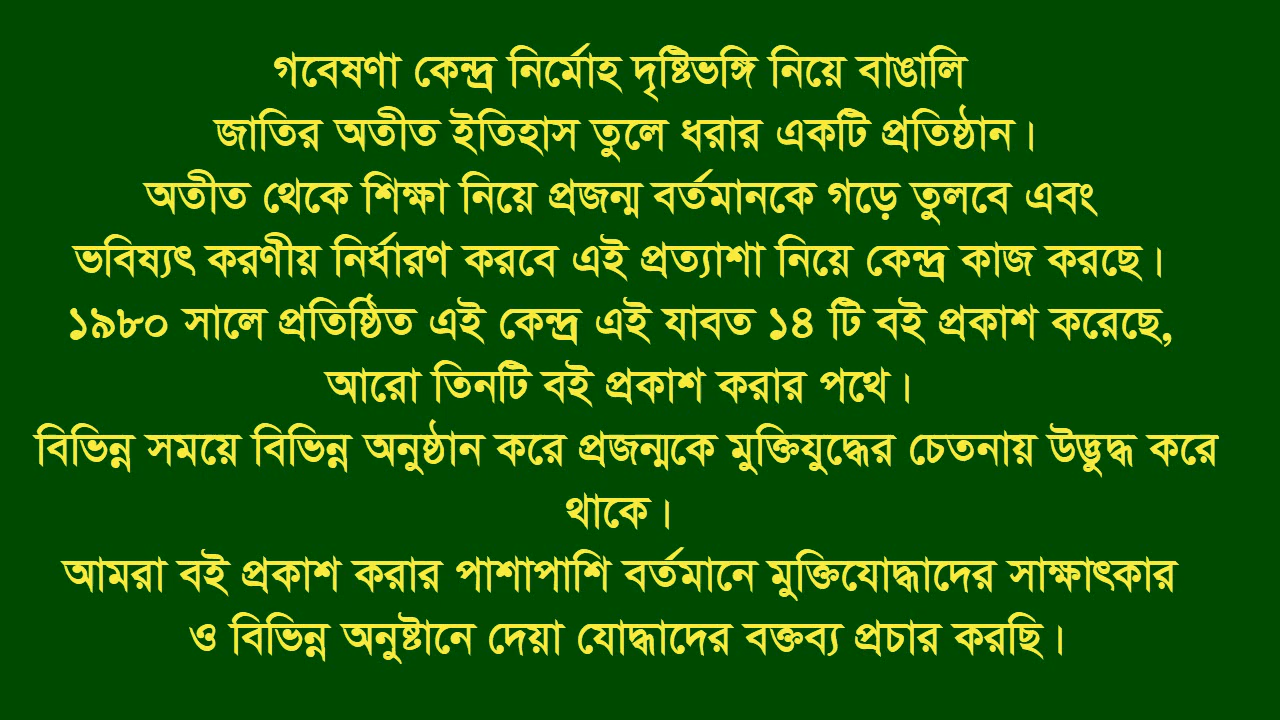 গবেষণা কেন্দ্র নির্মোহ দৃষ্টিভঙ্গি নিয়ে বাঙালি
জাতির অতীত ইতিহাস তুলে ধরার একটি প্রতিষ্ঠান।
অতীত থেকে শিক্ষা নিয়ে প্রজন্ম বর্তমানকে গড়ে তুলবে এবং
ভবিষ্যৎ করণীয় নির্ধারণ করবে এই প্রত্যাশা নিয়ে কেন্দ্র কাজ করছে।
১৯৮০ সালে প্রতিষ্ঠিত এই কেন্দ্র এই যাবত ১৪ টি বই প্রকাশ করেছে,
আরো তিনটি বই প্রকাশ করার পথে।
বিভিন্ন সময়ে বিভিন্ন অনুষ্ঠান করে প্রজন্মকে মুক্তিযুদ্ধের চেতনায় উদ্ভুদ্ধ করে
থাকে।
আমরা বই প্রকাশ করার পাশাপাশি বর্তমানে মুক্তিযোদ্ধাদের সাক্ষাৎকার
ও বিভিন্ন অনুষ্টানে দেয়া যোদ্ধাদের বক্তব্য প্রচার করছি।